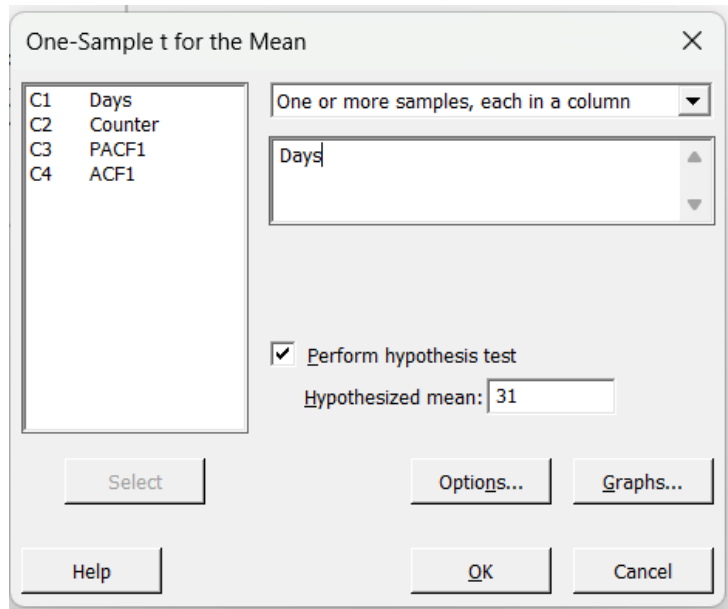 One-Sample t for the Mean
C1 Days
C2 Counter
C3 PACF1
C4 ACF1
One or more samples, each in a column
Days
Perform hypothesis test
Hypothesized mean: 31
Select
Options...
Graphs...
Help
OK
Cancel